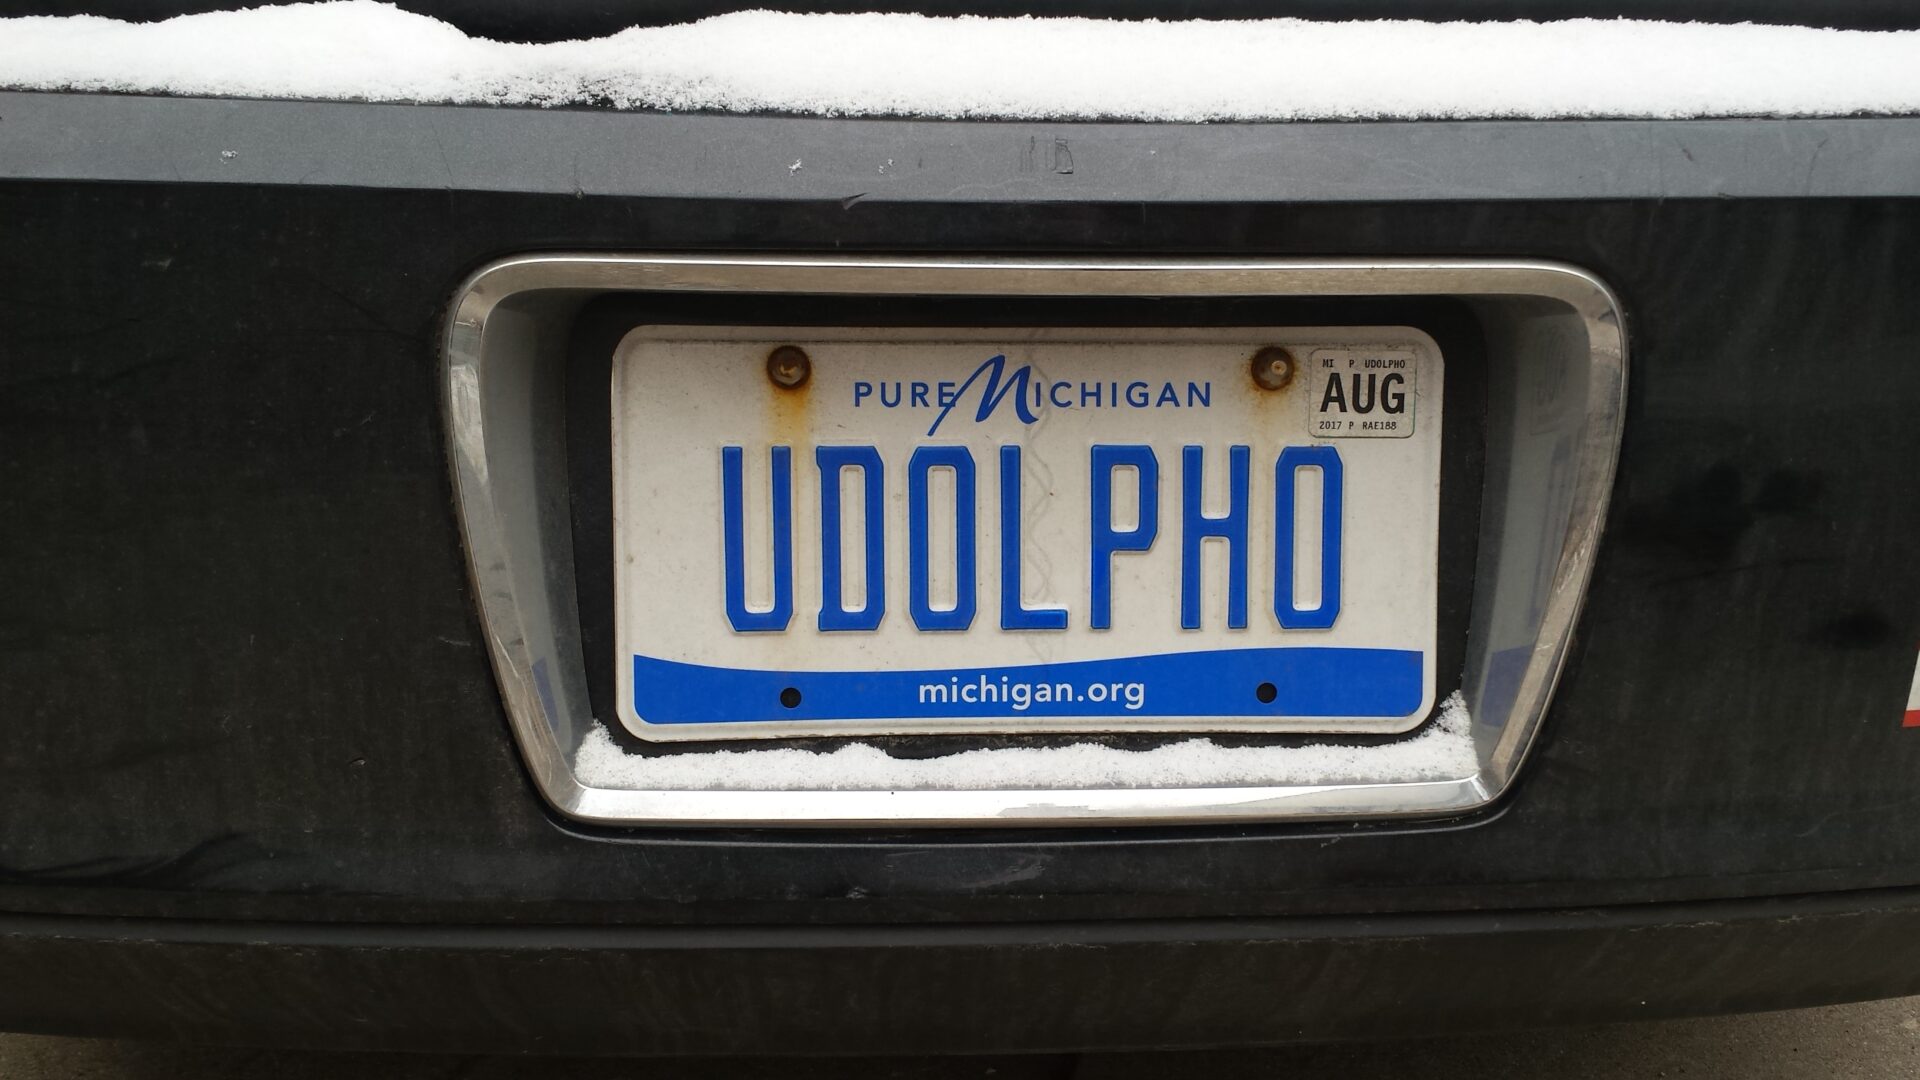 PURE MICHIGAN
MI P UDOLPHO
AUG
2017 P RAE188
UDOLPHO
michigan.org